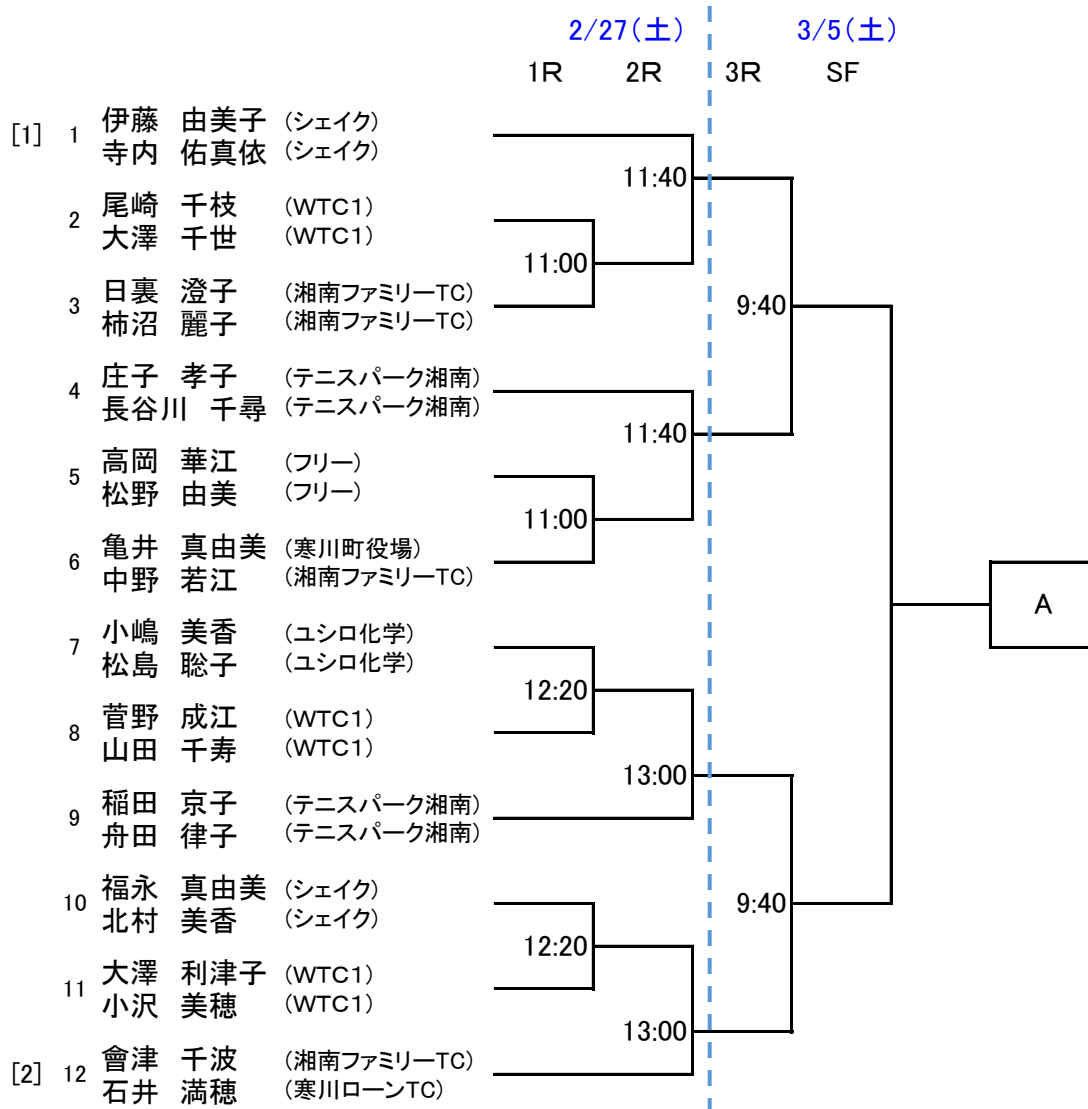 2/27(土) 3/5(土)
1R 2R 3R SF
[1] 1 伊藤 由美子 (シェイク)
寺内 佑真依 (シェイク)
11:40
2 尾崎 千枝 (WTC1)
大澤 千世 (WTC1)
11:00
3 日裏 澄子 (湘南ファミリーTC)
柿沼 麗子 (湘南ファミリーTC)
9:40
4 庄子 孝子 (テニスパーク湘南)
長谷川 千尋 (テニスパーク湘南)
11:40
5 高岡 華江 (フリー)
松野 由美 (フリー)
11:00
6 亀井 真由美 (寒川町役場)
中野 若江 (湘南ファミリーTC)
A
7 小嶋 美香 (ユシロ化学)
松島 聡子 (ユシロ化学)
12:20
8 菅野 成江 (WTC1)
山田 千寿 (WTC1)
13:00
9 稲田 京子 (テニスパーク湘南)
舟田 律子 (テニスパーク湘南)
10 福永 真由美 (シェイク)
北村 美香 (シェイク)
9:40
12:20
11 大澤 利津子 (WTC1)
小沢 美穂 (WTC1)
13:00
[2] 12 會津 千波 (湘南ファミリーTC)
石井 満穂 (寒川ローンTC)